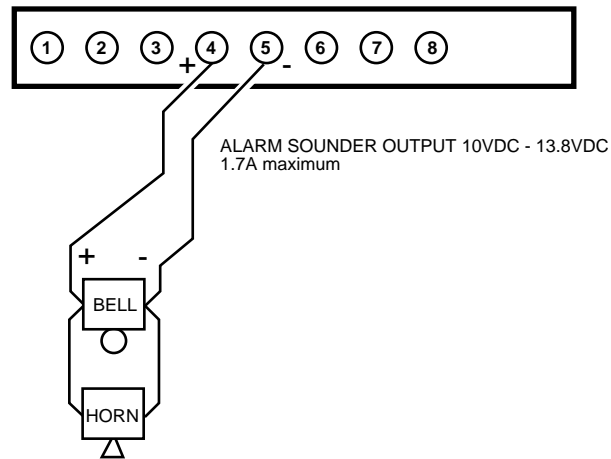 1 2 3 4 5 6 7 8
+ -
ALARM SOUNDER OUTPUT 10VDC - 13.8VDC
1.7A maximum
+ -
BELL
HORN